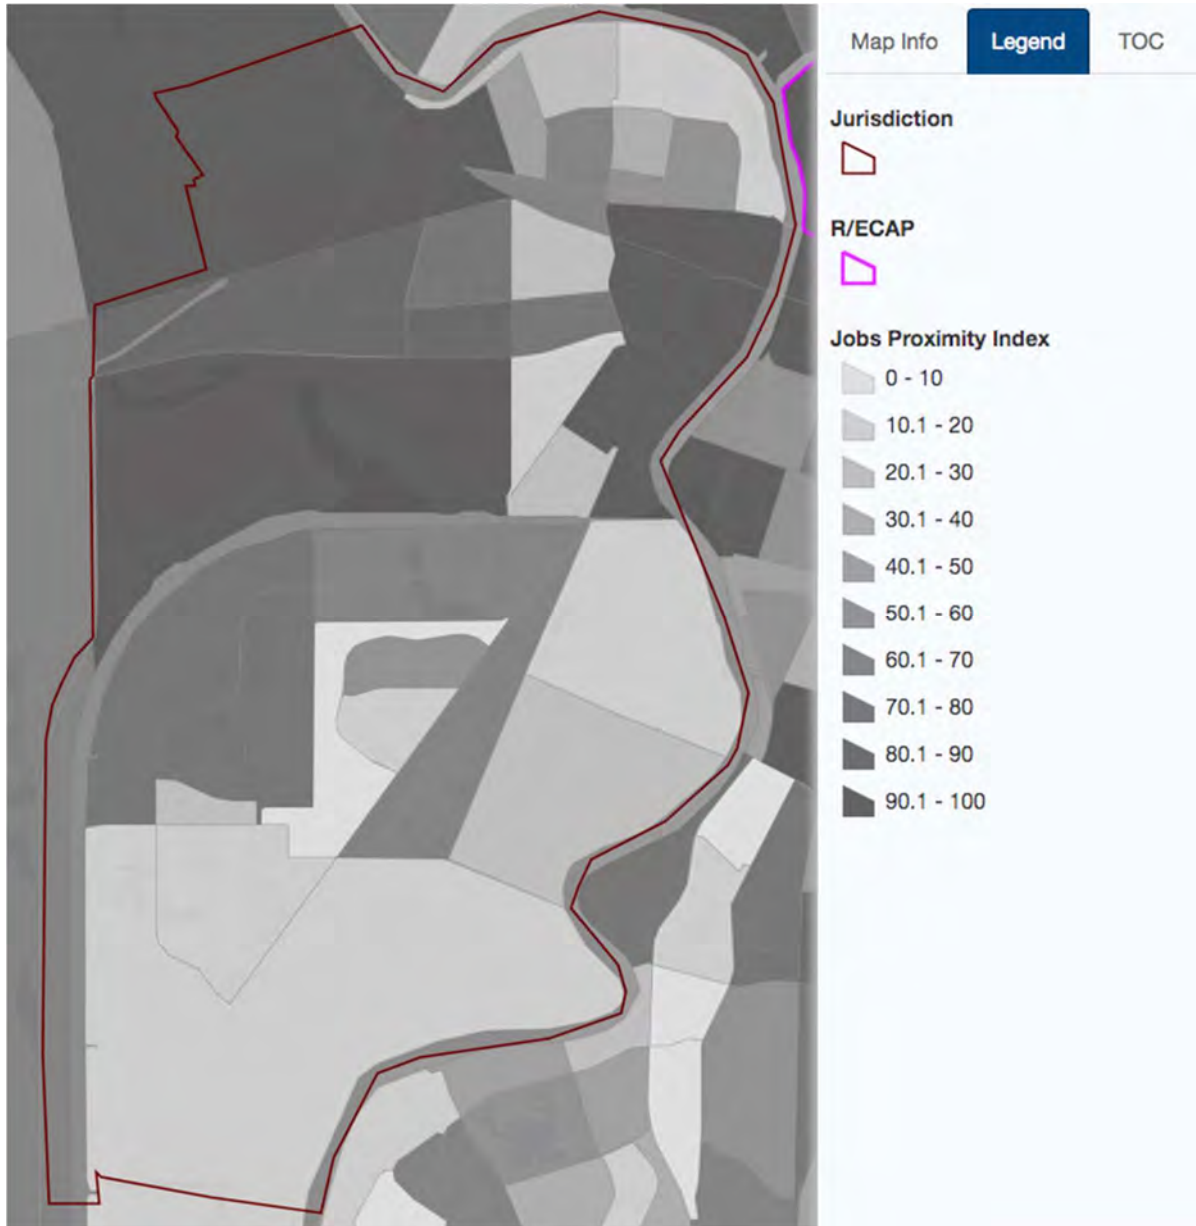 Map Info Legend TOC
Jurisdiction
R/ECAP
Jobs Proximity Index
0 - 10
10.1 - 20
20.1 - 30
30.1 - 40
40.1 - 50
50.1 - 60
60.1 - 70
70.1 - 80
80.1 - 90
90.1 - 100